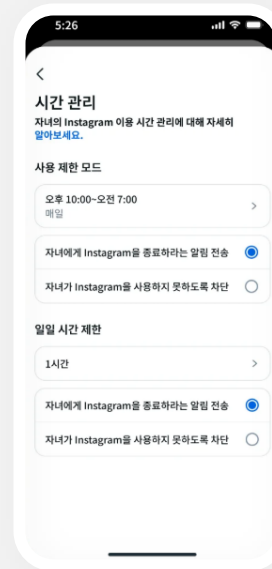 5:26
시간 관리
자녀의 Instagram 이용 시간 관리에 대해 자세히
알아보세요.
사용 제한 모드
오후 10:00~오전 7:00
매일
자녀에게 Instagram을 종료하라는 알림 전송
자녀가 Instagram을 사용하지 못하도록 차단
일일 시간 제한
1시간
자녀에게 Instagram을 종료하라는 알림 전송
자녀가 Instagram을 사용하지 못하도록 차단